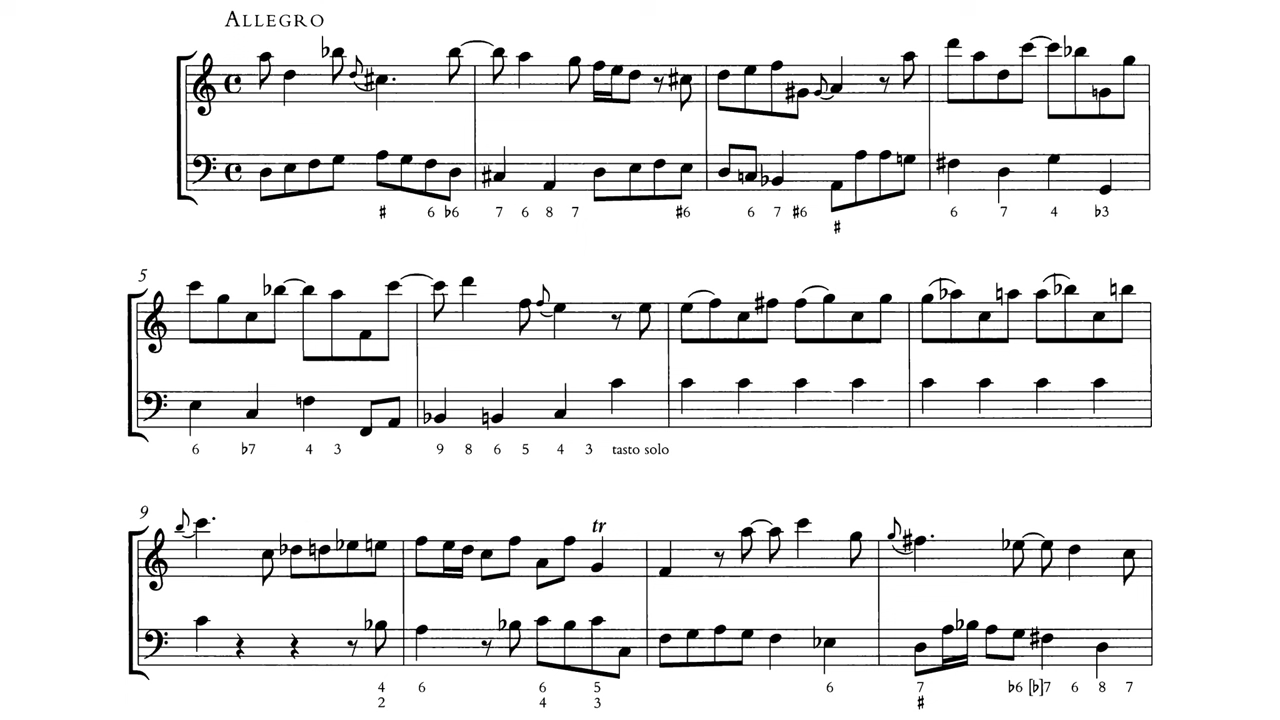 ALLEGRO
♯ 6 ♭6 7 6 8 7 ♯6 6 7 ♯6 6 7 4 ♭3
♯
5
6 ♭7 4 3 9 8 6 5 4 3 tasto solo
9
tr
4 6 6 5 6 7 ♭6 [♭]7 6 8 7
2 4 3 ♯